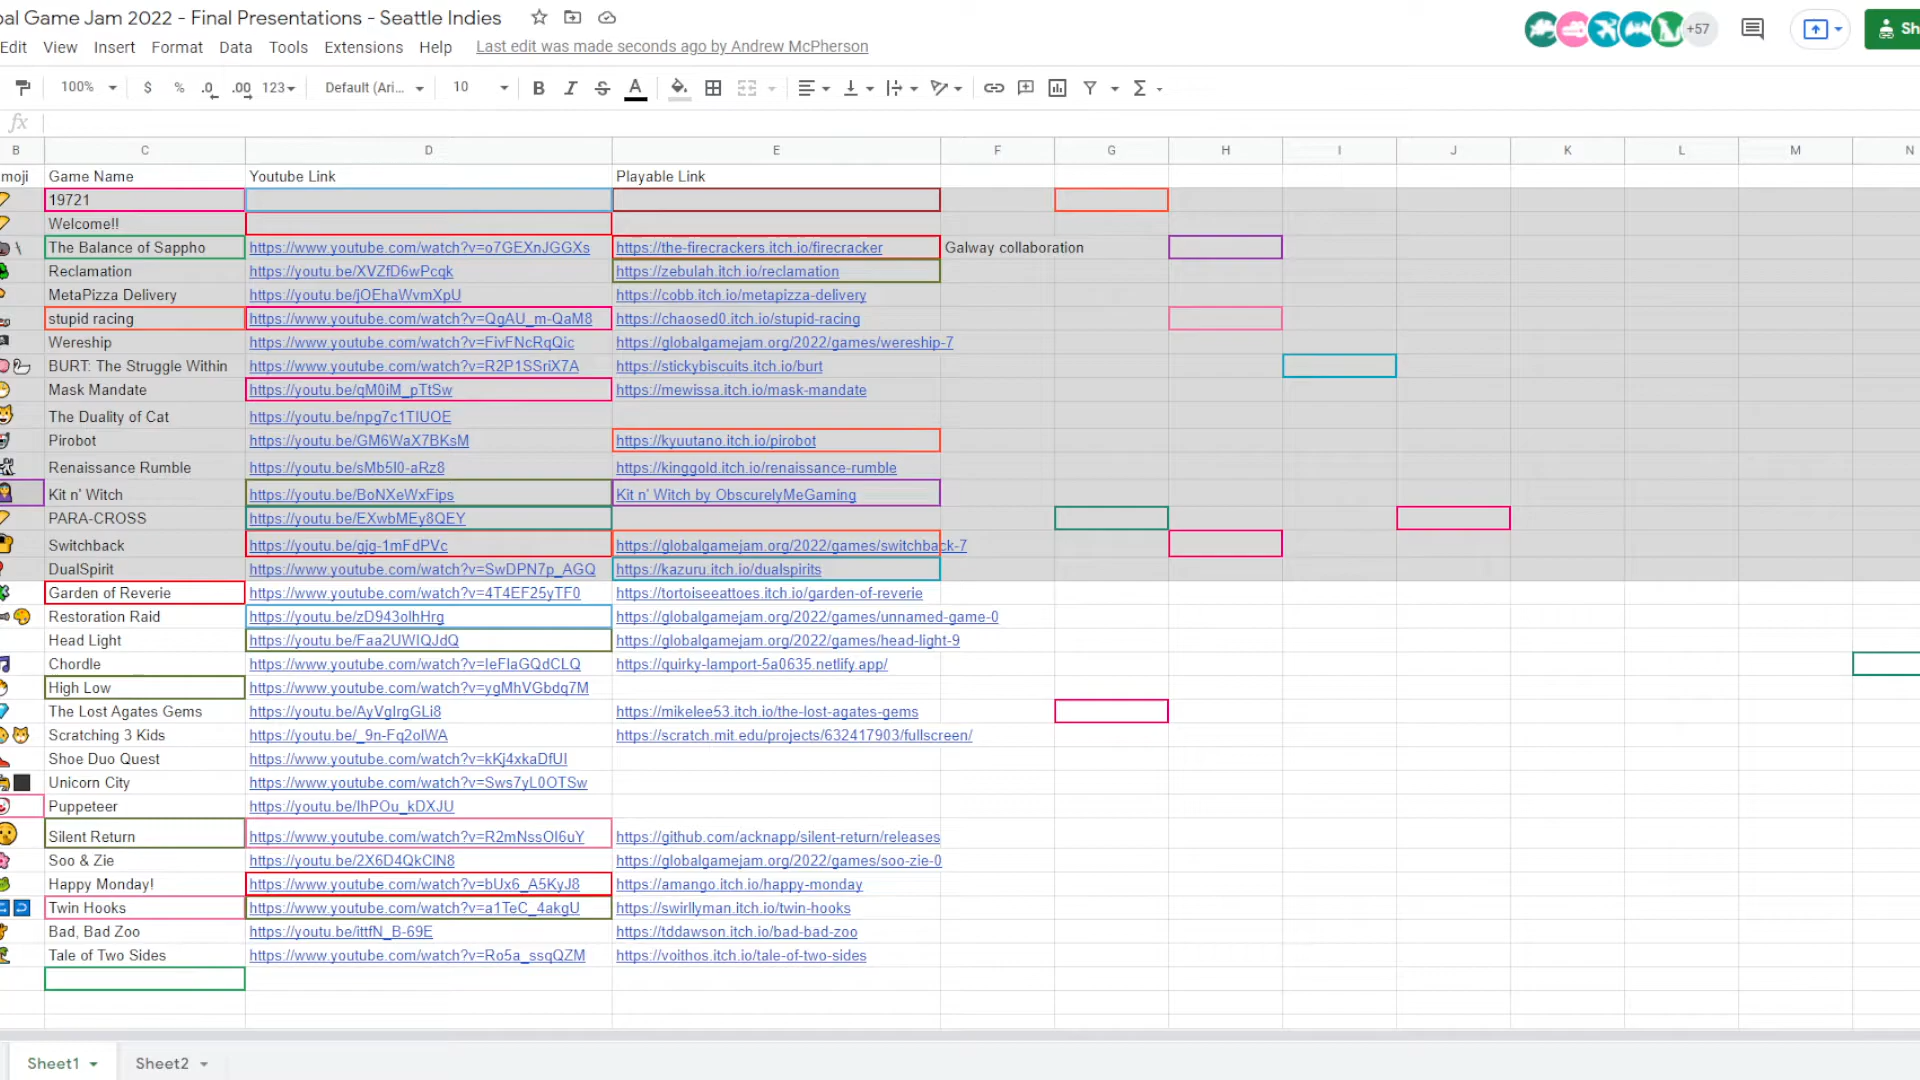 bal Game Jam 2022 - Final Presentations - Seattle Indies
+57
Sh
Edit View Insert Format Data Tools Extensions Help Last edit was made seconds ago by Andrew McPherson
100% $ % .0 .00 123 Default (Ari... 10 B I S A
fx
B C D E F G H I J K L M N
moji Game Name Youtube Link Playable Link
19721
Welcome!!
The Balance of Sappho https://www.youtube.com/watch?v=o7GEXnJGGXs https://the-firecrackers.itch.io/firecracker Galway collaboration
Reclamation https://youtu.be/XVZfD6wPcqk https://zebulah.itch.io/reclamation
MetaPizza Delivery https://youtu.be/jOEhaWvmXpU https://cobb.itch.io/metapizza-delivery
stupid racing https://www.youtube.com/watch?v=QgAU_m-QaM8 https://chaosed0.itch.io/stupid-racing
Wereship https://www.youtube.com/watch?v=FivFNcRqQic https://globalgamejam.org/2022/games/wereship-7
BURT: The Struggle Within https://www.youtube.com/watch?v=R2P1SSriX7A https://stickybiscuits.itch.io/burt
Mask Mandate https://youtu.be/qM0iM_pTtSw https://mewissa.itch.io/mask-mandate
The Duality of Cat https://youtu.be/npg7c1TIUOE
Pirobot https://youtu.be/GM6WaX7BKsM https://kyuutano.itch.io/pirobot
Renaissance Rumble https://youtu.be/sMb5I0-aRz8 https://kinggold.itch.io/renaissance-rumble
Kit n' Witch https://youtu.be/BoNXeWxFips Kit n' Witch by ObscurelyMeGaming
PARA-CROSS https://youtu.be/EXwbMEy8QEY
Switchback https://youtu.be/gjg-1mFdPVc https://globalgamejam.org/2022/games/switchback-7
DualSpirit https://www.youtube.com/watch?v=SwDPN7p_AGQ https://kazuru.itch.io/dualspirits
Garden of Reverie https://www.youtube.com/watch?v=4T4EF25yTF0 https://tortoiseeattoes.itch.io/garden-of-reverie
Restoration Raid https://youtu.be/zD943olhHrg https://globalgamejam.org/2022/games/unnamed-game-0
Head Light https://youtu.be/Faa2UWIQJdQ https://globalgamejam.org/2022/games/head-light-9
Chordle https://www.youtube.com/watch?v=IeFIaGQdCLQ https://quirky-lamport-5a0635.netlify.app/
High Low https://www.youtube.com/watch?v=ygMhVGbdq7M
The Lost Agates Gems https://youtu.be/AyVgIrgGLi8 https://mikelee53.itch.io/the-lost-agates-gems
Scratching 3 Kids https://youtu.be/_9n-Fq2oIWA https://scratch.mit.edu/projects/632417903/fullscreen/
Shoe Duo Quest https://www.youtube.com/watch?v=kKj4xkaDfUI
Unicorn City https://www.youtube.com/watch?v=Sws7yL0OTSw
Puppeteer https://youtu.be/IhPOu_kDXJU
Silent Return https://www.youtube.com/watch?v=R2mNssOI6uY https://github.com/acknapp/silent-return/releases
Soo & Zie https://youtu.be/2X6D4QkClN8 https://globalgamejam.org/2022/games/soo-zie-0
Happy Monday! https://www.youtube.com/watch?v=bUx6_A5KyJ8 https://amango.itch.io/happy-monday
Twin Hooks https://www.youtube.com/watch?v=a1TeC_4akgU https://swirllyman.itch.io/twin-hooks
Bad, Bad Zoo https://youtu.be/ittfN_B-69E https://tddawson.itch.io/bad-bad-zoo
Tale of Two Sides https://www.youtube.com/watch?v=Ro5a_ssqQZM https://voithos.itch.io/tale-of-two-sides
Sheet1 Sheet2